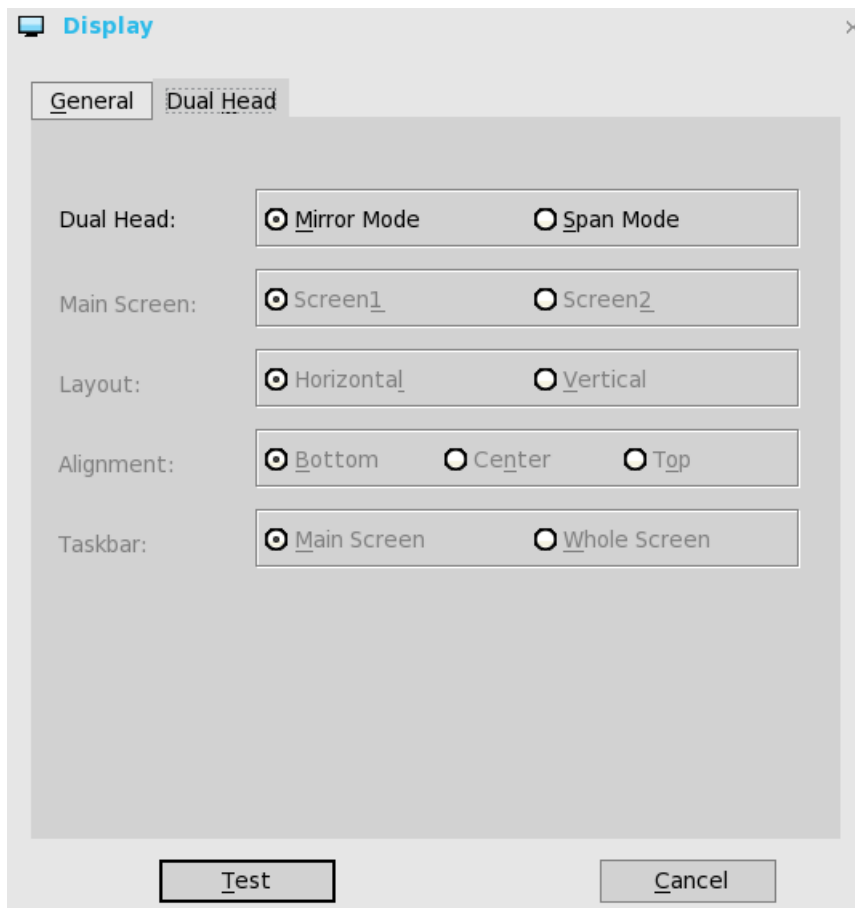 Display
General Dual Head
Dual Head: Mirror Mode Span Mode
Main Screen: Screen1 Screen2
Layout: Horizontal Vertical
Alignment: Bottom Center Top
Taskbar: Main Screen Whole Screen
Test Cancel